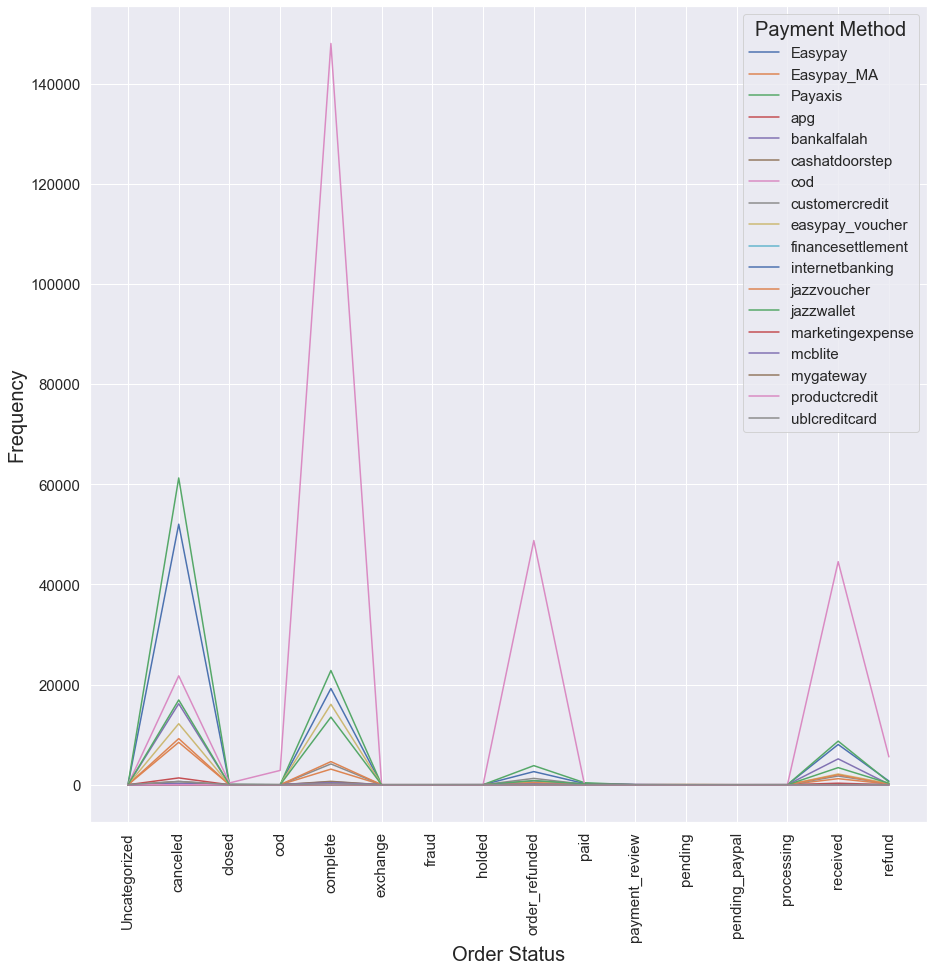 Payment Method
Easypay
Easypay_MA
Payaxis
apg
bankalfalah
cashatdoorstep
cod
customercredit
easypay_voucher
financesettlement
internetbanking
jazzvoucher
jazzwallet
marketingexpense
mcblite
mygateway
productcredit
ublcreditcard
140000
120000
100000
80000
60000
40000
20000
0
Frequency
Uncategorized
canceled
closed
cod
complete
exchange
fraud
holded
order_refunded
paid
payment_review
pending
pending_paypal
processing
received
refund
Order Status